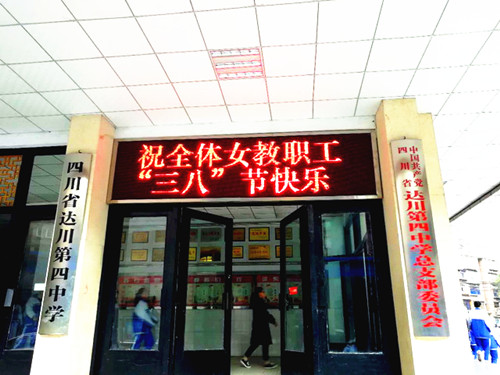 祝全体女教职工
“三八”节快乐
四川省达川第四中学
中国共产党
四川省
达川第四中学总支部委员会